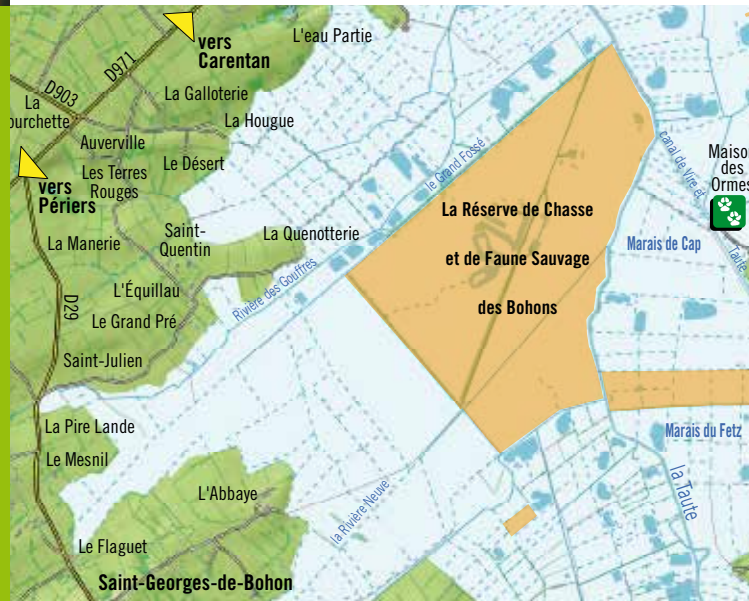 L'eau Partie
vers
Carentan
D971
D903
La Galloterie
La
ourchette
La Hougue
Auverville
Le Désert
Les Terres
Rouges
vers
Périers
La Manerie
Saint-
Quentin
La Quenotterie
L'Équillau
Le Grand Pré
D29
Saint-Julien
Rivière des Gouffres
le Grand Fossé
La Réserve de Chasse
et de Faune Sauvage
des Bohons
canal de Vire et
Taute
Maison
des
Ormes
Marais de Cap
Marais du Fetz
la Taute
La Pire Lande
Le Mesnil
L'Abbaye
la Rivière Neuve
Le Flaguet
Saint-Georges-de-Bohon